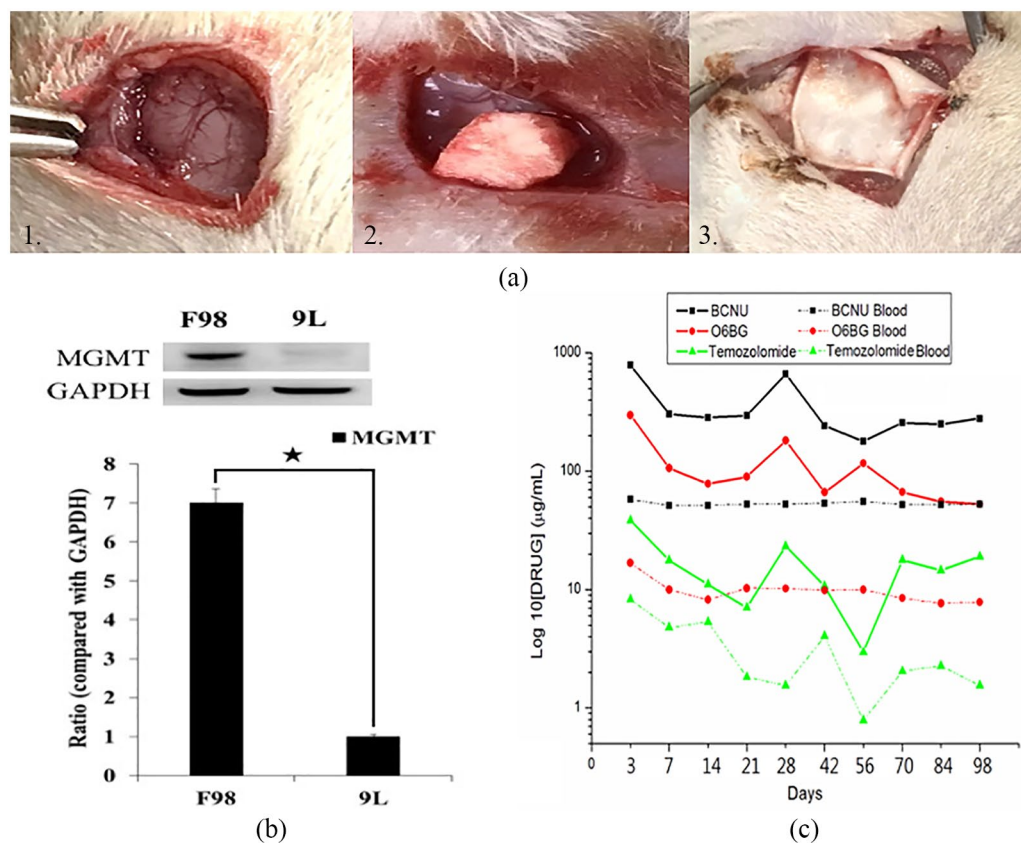 1.
2.
3.
(a)
F98 9L
MGMT
GAPDH
MGMT
★
Ratio (compared with GAPDH)
8
7
6
5
4
3
2
1
0
F98 9L
(b)
BCNU BCNU Blood
O6BG O6BG Blood
Temozolomide Temozolomide Blood
Log 10[DRUG] (µg/mL)
1000
100
10
1
0 3 7 14 21 28 42 56 70 84 98
Days
(c)